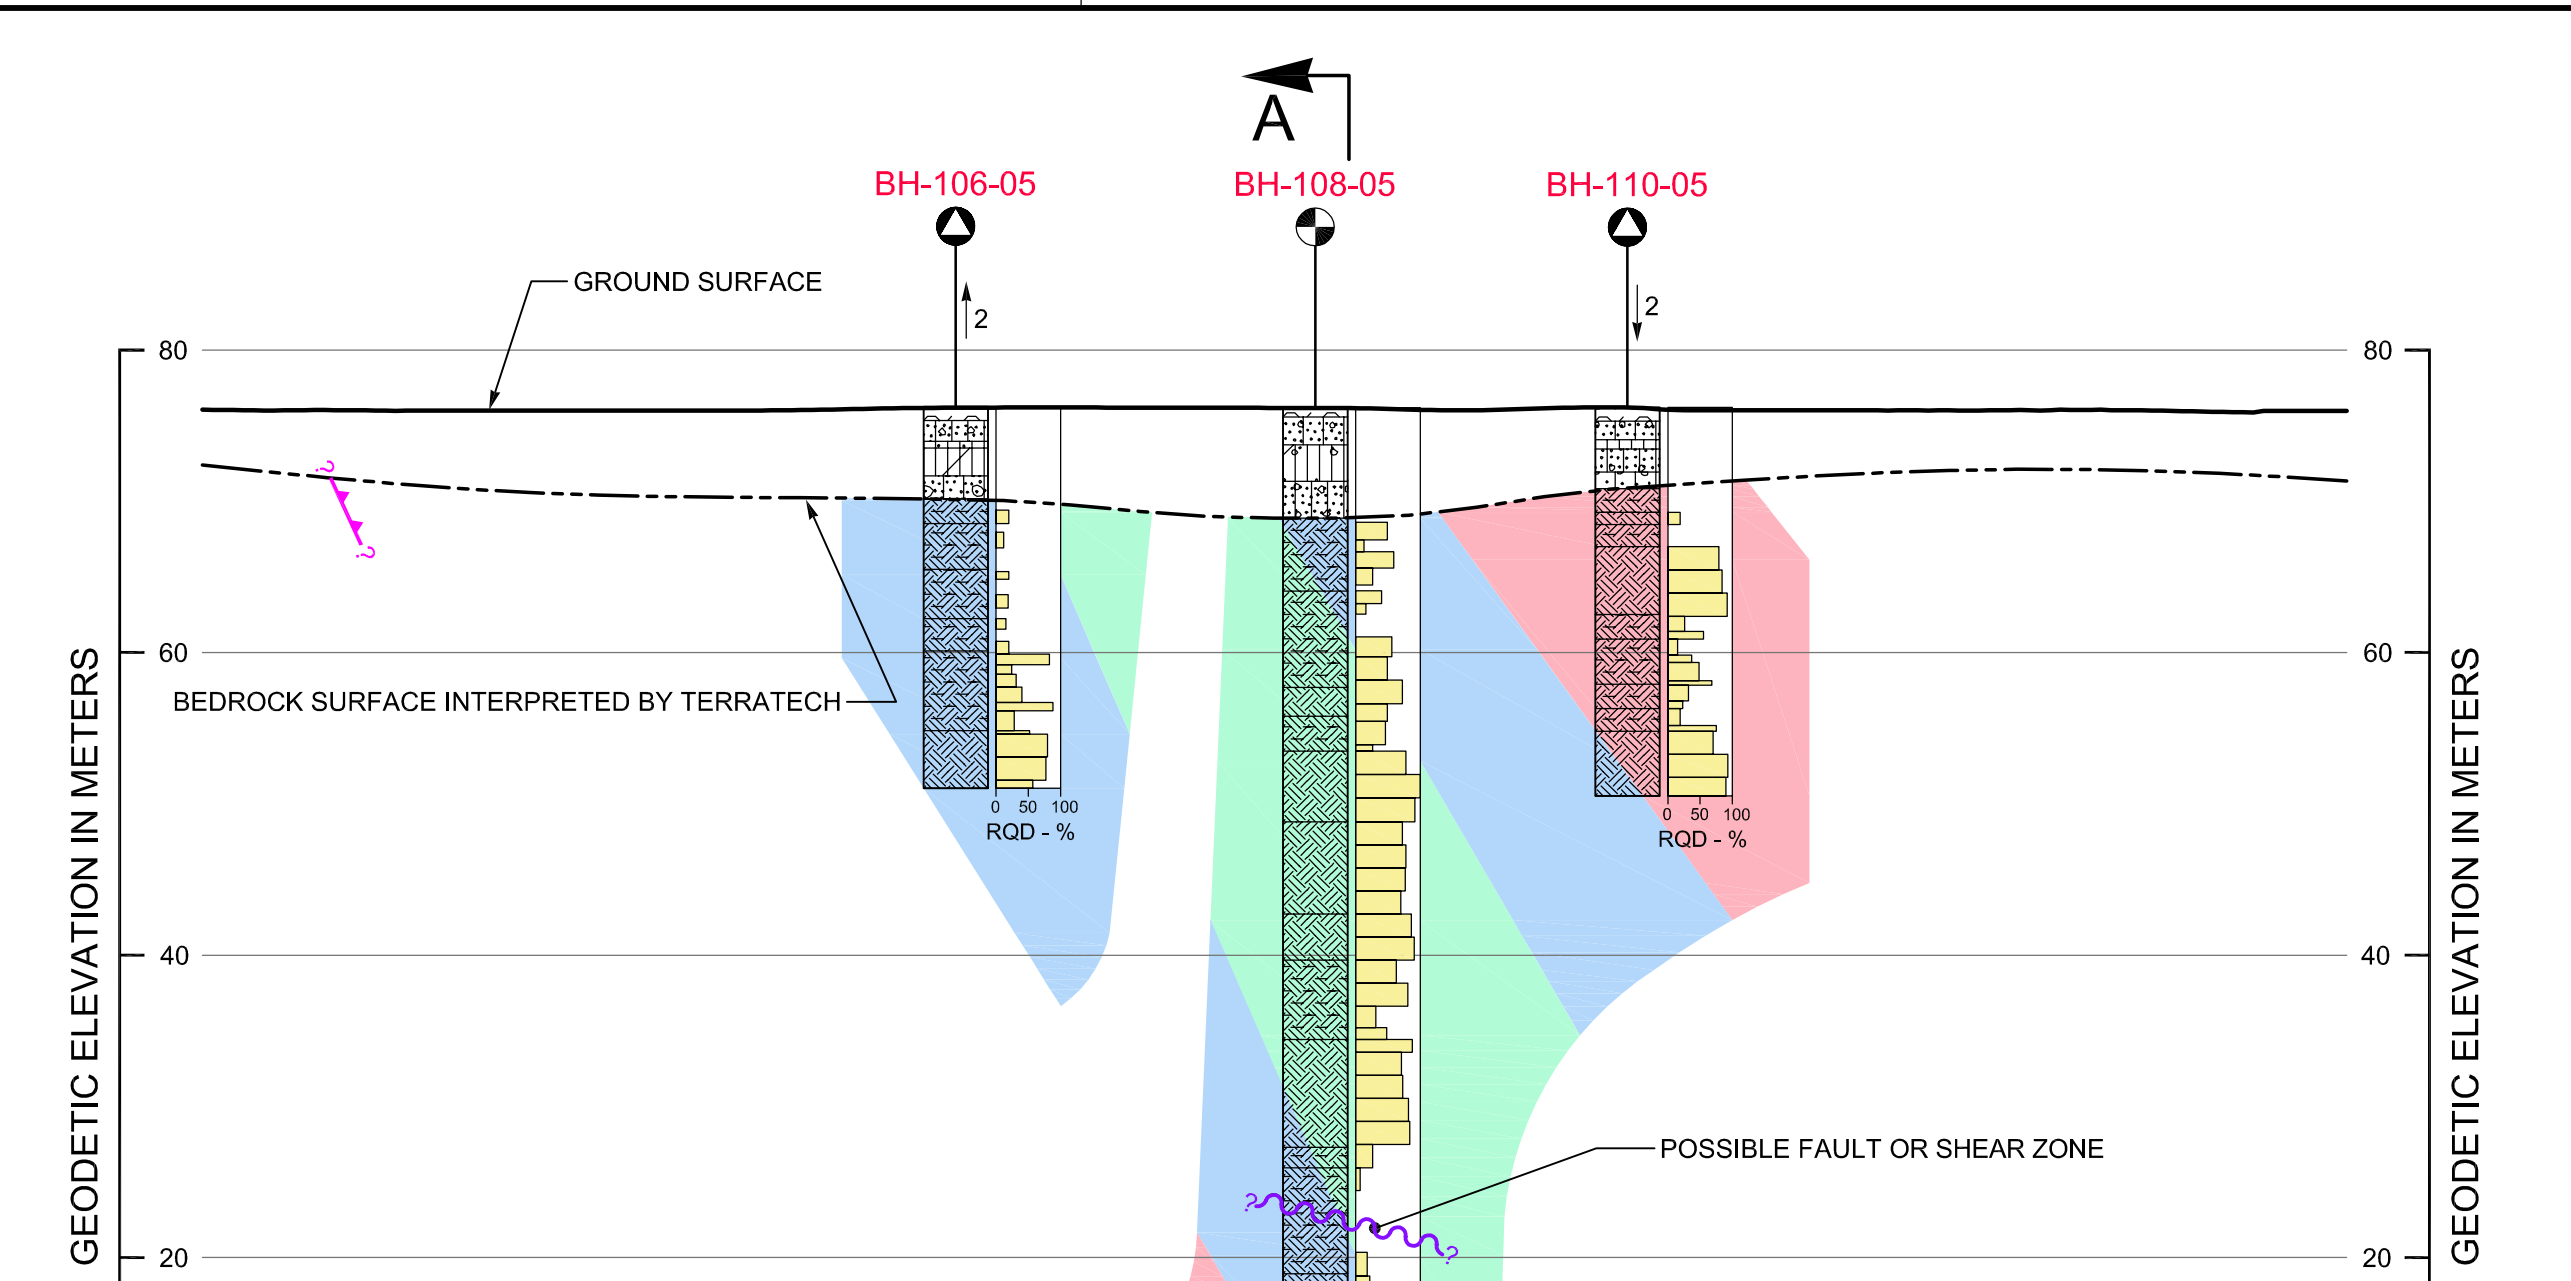 A
BH-106-05
BH-108-05
BH-110-05
GROUND SURFACE
2
2
80
80
?
?
60
60
BEDROCK SURFACE INTERPRETED BY TERRATECH
0 50 100
RQD - %
0 50 100
RQD - %
GEODETIC ELEVATION IN METERS
GEODETIC ELEVATION IN METERS
40
40
POSSIBLE FAULT OR SHEAR ZONE
?
?
20
20